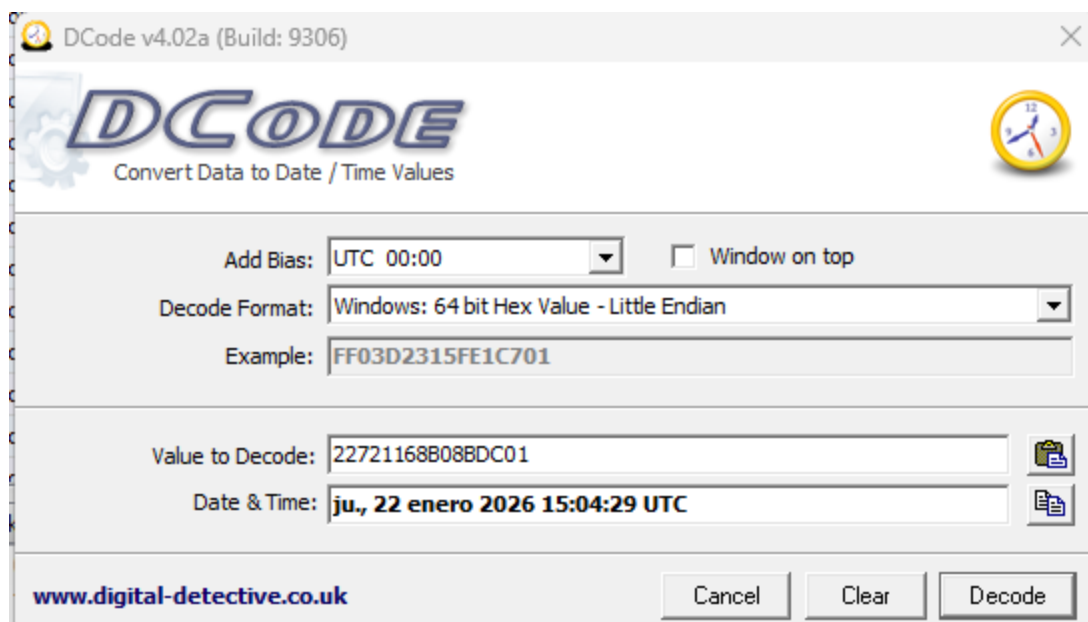 DCode v4.02a (Build: 9306)
DCODE
Convert Data to Date / Time Values
Add Bias: UTC 00:00 Window on top
Decode Format: Windows: 64 bit Hex Value - Little Endian
Example: FF03D2315FE1C701
Value to Decode: 22721168B08BDC01
Date & Time: ju., 22 enero 2026 15:04:29 UTC
www.digital-detective.co.uk Cancel Clear Decode